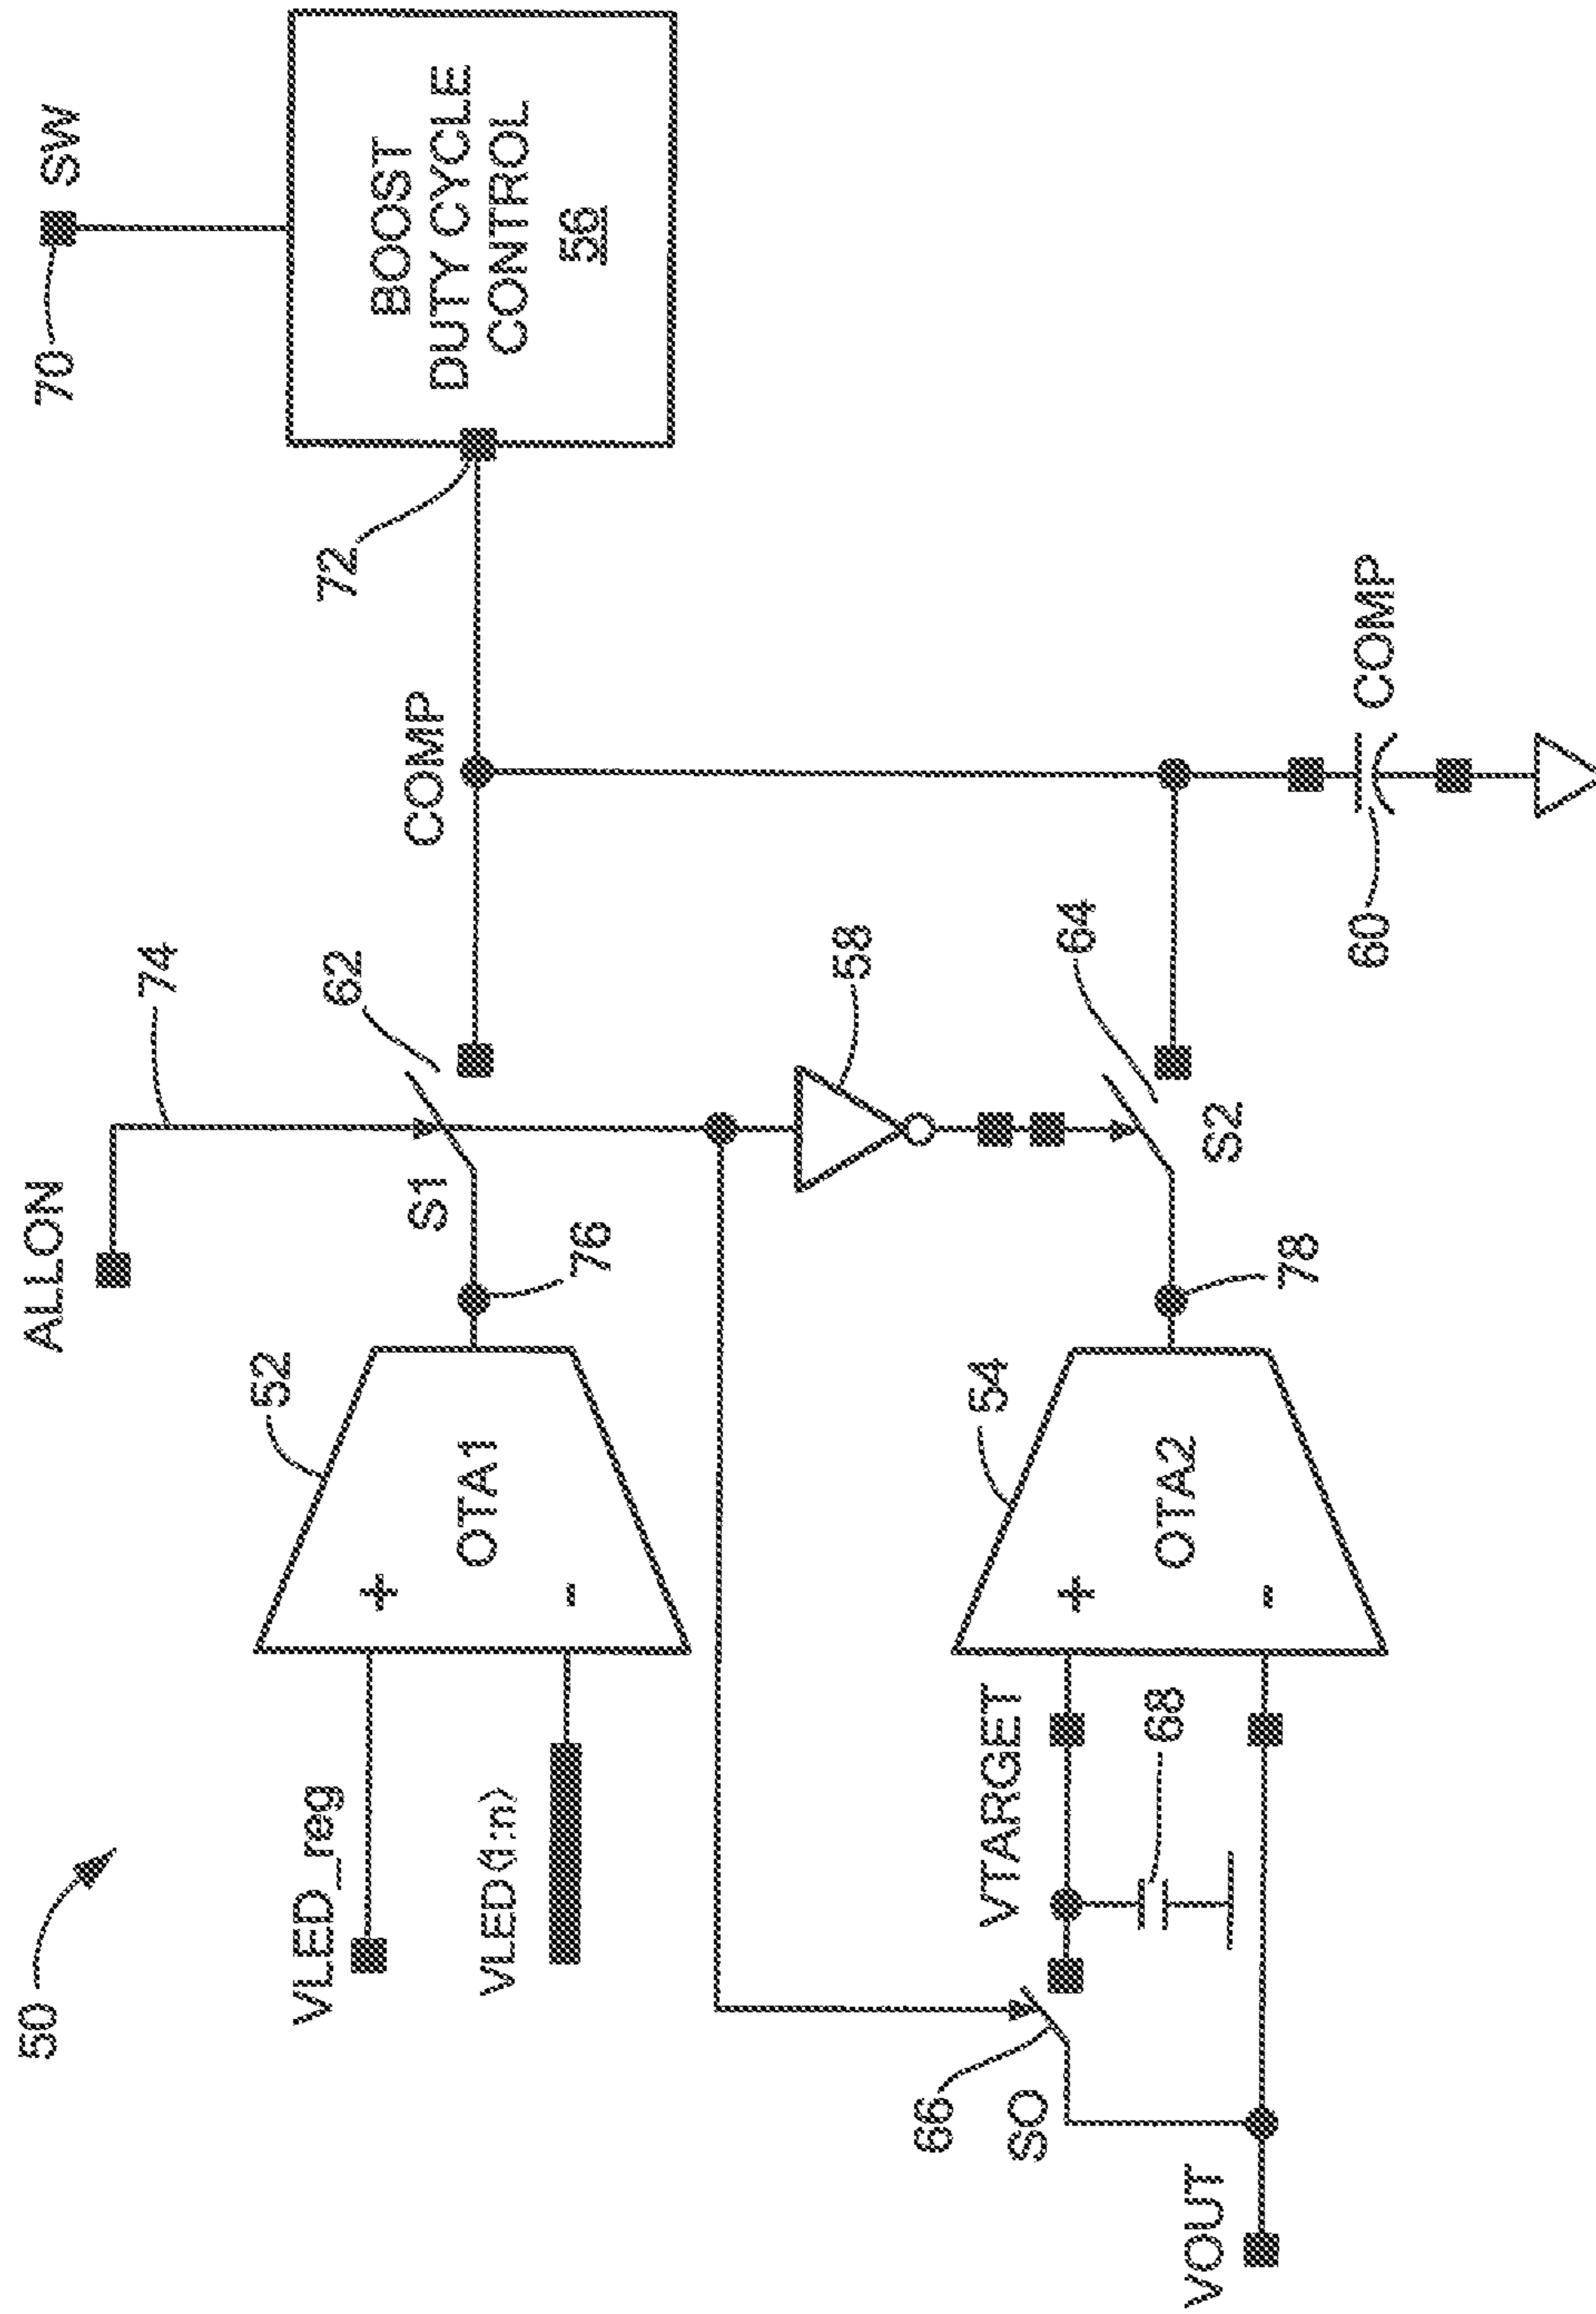 50
ALLON
74
70
SW
VLED_reg
52
S1
62
COMP
72
BOOST
DUTY CYCLE
CONTROL
56
+
OTA1
-
VLED(1:n)
76
58
66
SO
VTARGET
54
64
68
+
OTA2
-
S2
VOUT
78
60
COMP